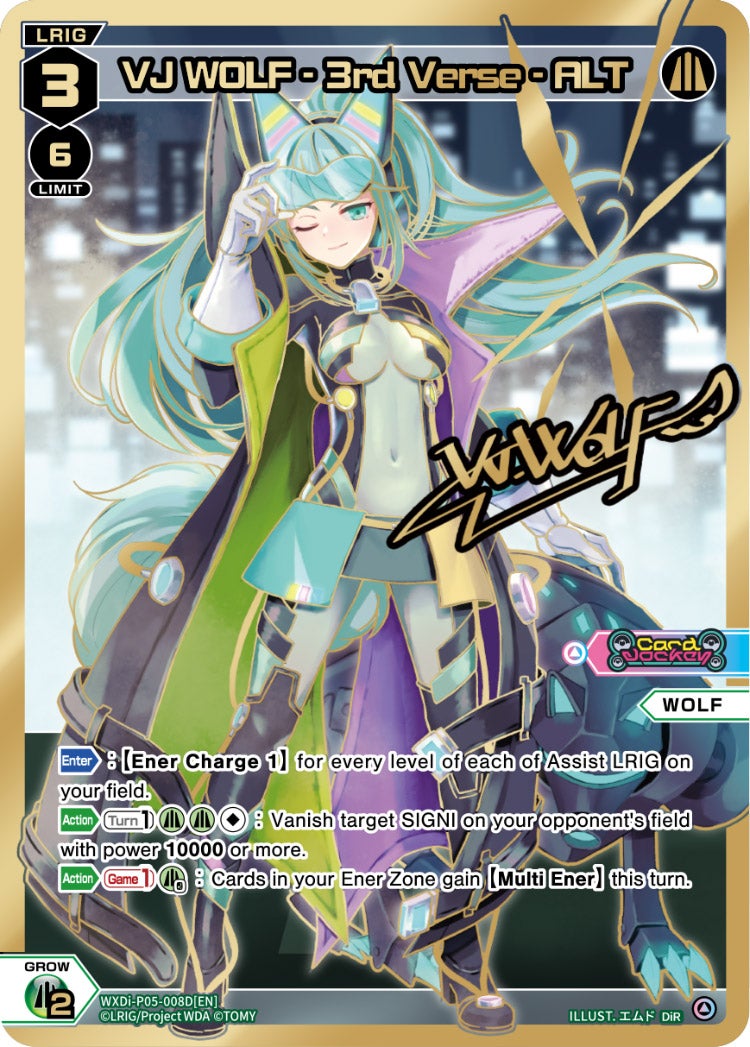 LRIG
3
VJ WOLF - 3rd Verse - ALT
6
LIMIT
VJ.WOLF
Card Jockey
WOLF
Enter : 【Ener Charge 1】 for every level of each of Assist LRIG on
your field.
Action Turn 1 : Vanish target SIGNI on your opponent's field
with power 10000 or more.
Action Game 1 0 : Cards in your Ener Zone gain 【Multi Ener】 this turn.
GROW
2
WXDi-P05-008D[EN]
©LRIG/Project WDA ©TOMY
ILLUST. エムド DiR